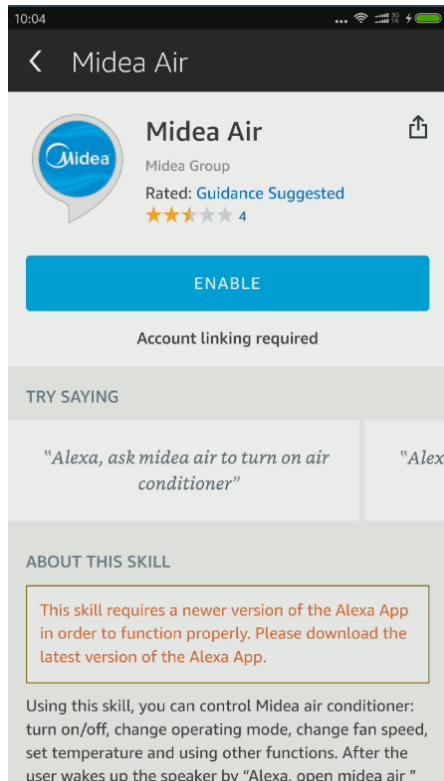 10:04
... 3G 1X
Midea Air
Midea
Midea Air
Midea Group
Rated: Guidance Suggested
4
ENABLE
Account linking required
TRY SAYING
"Alexa, ask midea air to turn on air
conditioner"
"Alex
ABOUT THIS SKILL
This skill requires a newer version of the Alexa App
in order to function properly. Please download the
latest version of the Alexa App.
Using this skill, you can control Midea air conditioner:
turn on/off, change operating mode, change fan speed,
set temperature and using other functions. After the
user wakes up the speaker by "Alexa, open midea air "